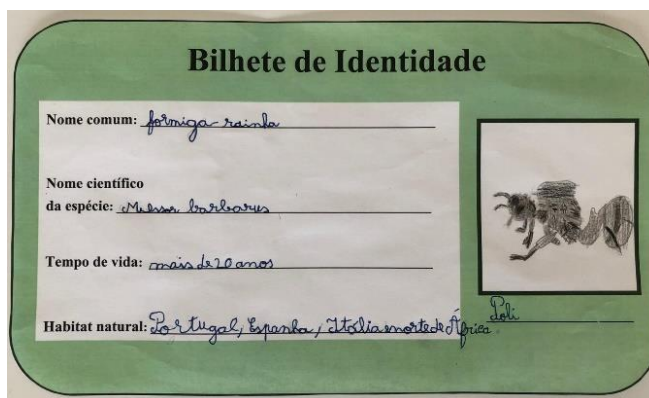 Bilhete de Identidade
Nome comum: formiga-rainha
Nome científico
da espécie: Messor barbarus
Tempo de vida: mais de 20 anos
Habitat natural: Portugal, Espanha, Itália e norte de África.
Poli